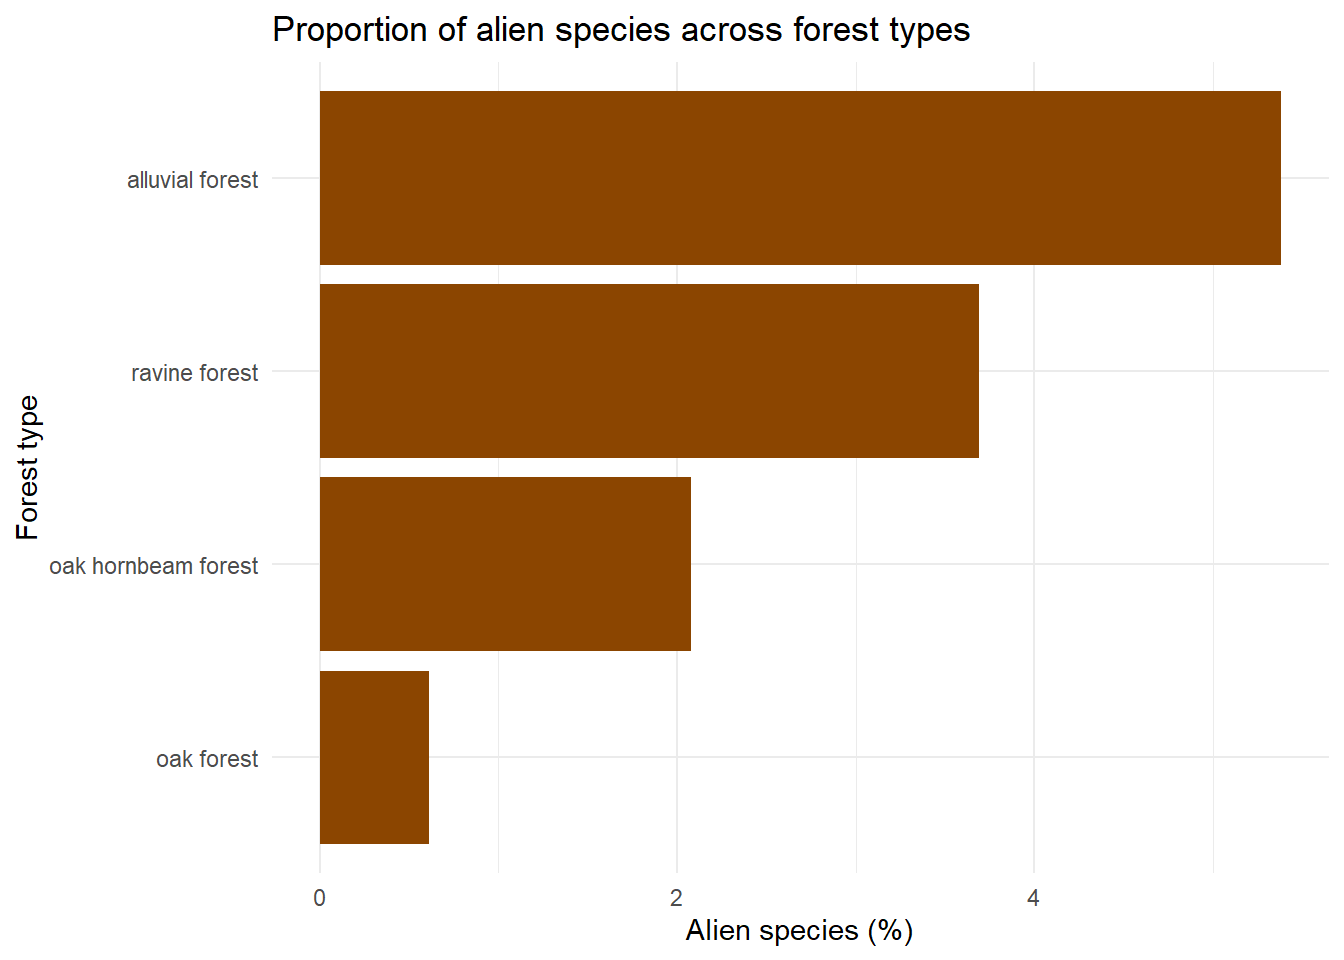 Proportion of alien species across forest types
alluvial forest
ravine forest
oak hornbeam forest
oak forest
Forest type
0 2 4
Alien species (%)